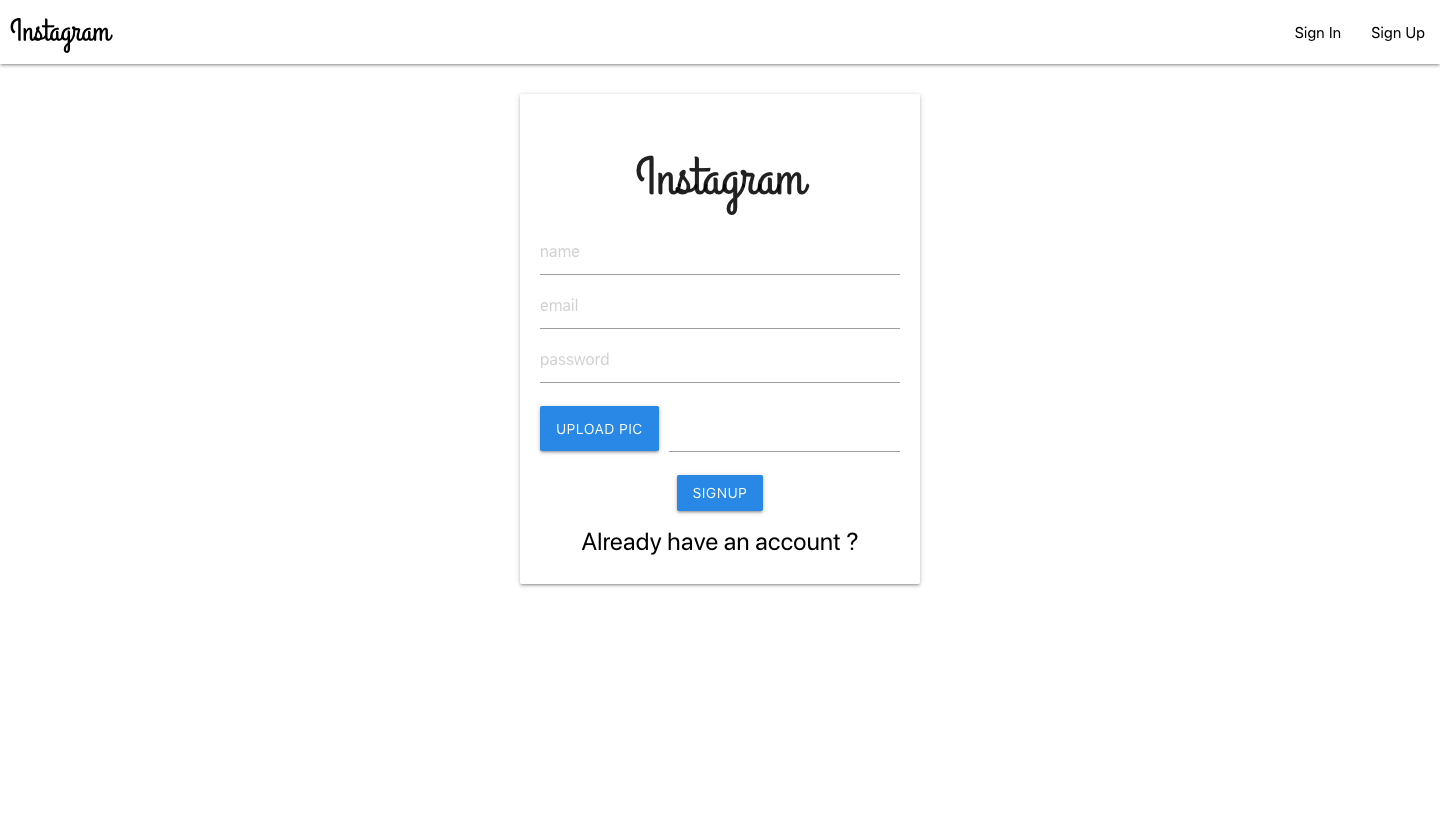 Instagram
Sign In Sign Up
Instagram
name
email
password
UPLOAD PIC
SIGNUP
Already have an account ?